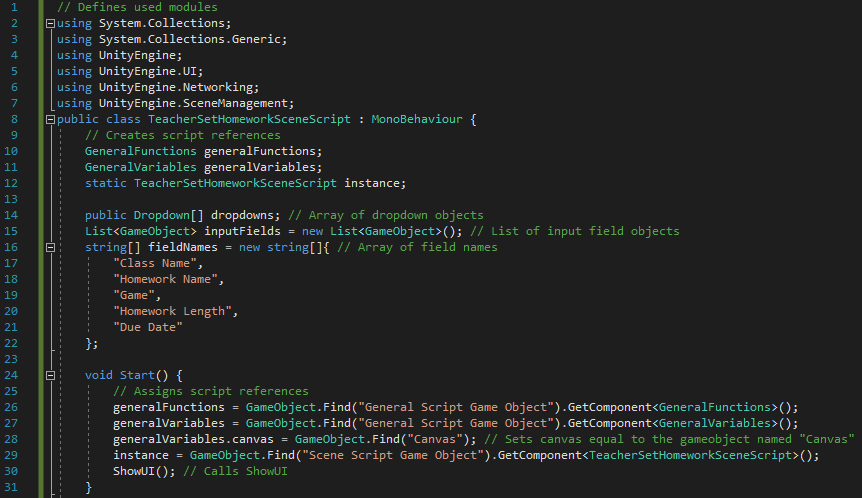 1 // Defines used modules
2 using System.Collections;
3 using System.Collections.Generic;
4 using UnityEngine;
5 using UnityEngine.UI;
6 using UnityEngine.Networking;
7 using UnityEngine.SceneManagement;
8 public class TeacherSetHomeworkSceneScript : MonoBehaviour {
9     // Creates script references
10     GeneralFunctions generalFunctions;
11     GeneralVariables generalVariables;
12     static TeacherSetHomeworkSceneScript instance;
13
14     public Dropdown[] dropdowns; // Array of dropdown objects
15     List<GameObject> inputFields = new List<GameObject>(); // List of input field objects
16     string[] fieldNames = new string[]{ // Array of field names
17         "Class Name",
18         "Homework Name",
19         "Game",
20         "Homework Length",
21         "Due Date"
22     };
23
24     void Start() {
25         // Assigns script references
26         generalFunctions = GameObject.Find("General Script Game Object").GetComponent<GeneralFunctions>();
27         generalVariables = GameObject.Find("General Script Game Object").GetComponent<GeneralVariables>();
28         generalVariables.canvas = GameObject.Find("Canvas"); // Sets canvas equal to the gameobject named "Canvas"
29         instance = GameObject.Find("Scene Script Game Object").GetComponent<TeacherSetHomeworkSceneScript>();
30         ShowUI(); // Calls ShowUI
31     }